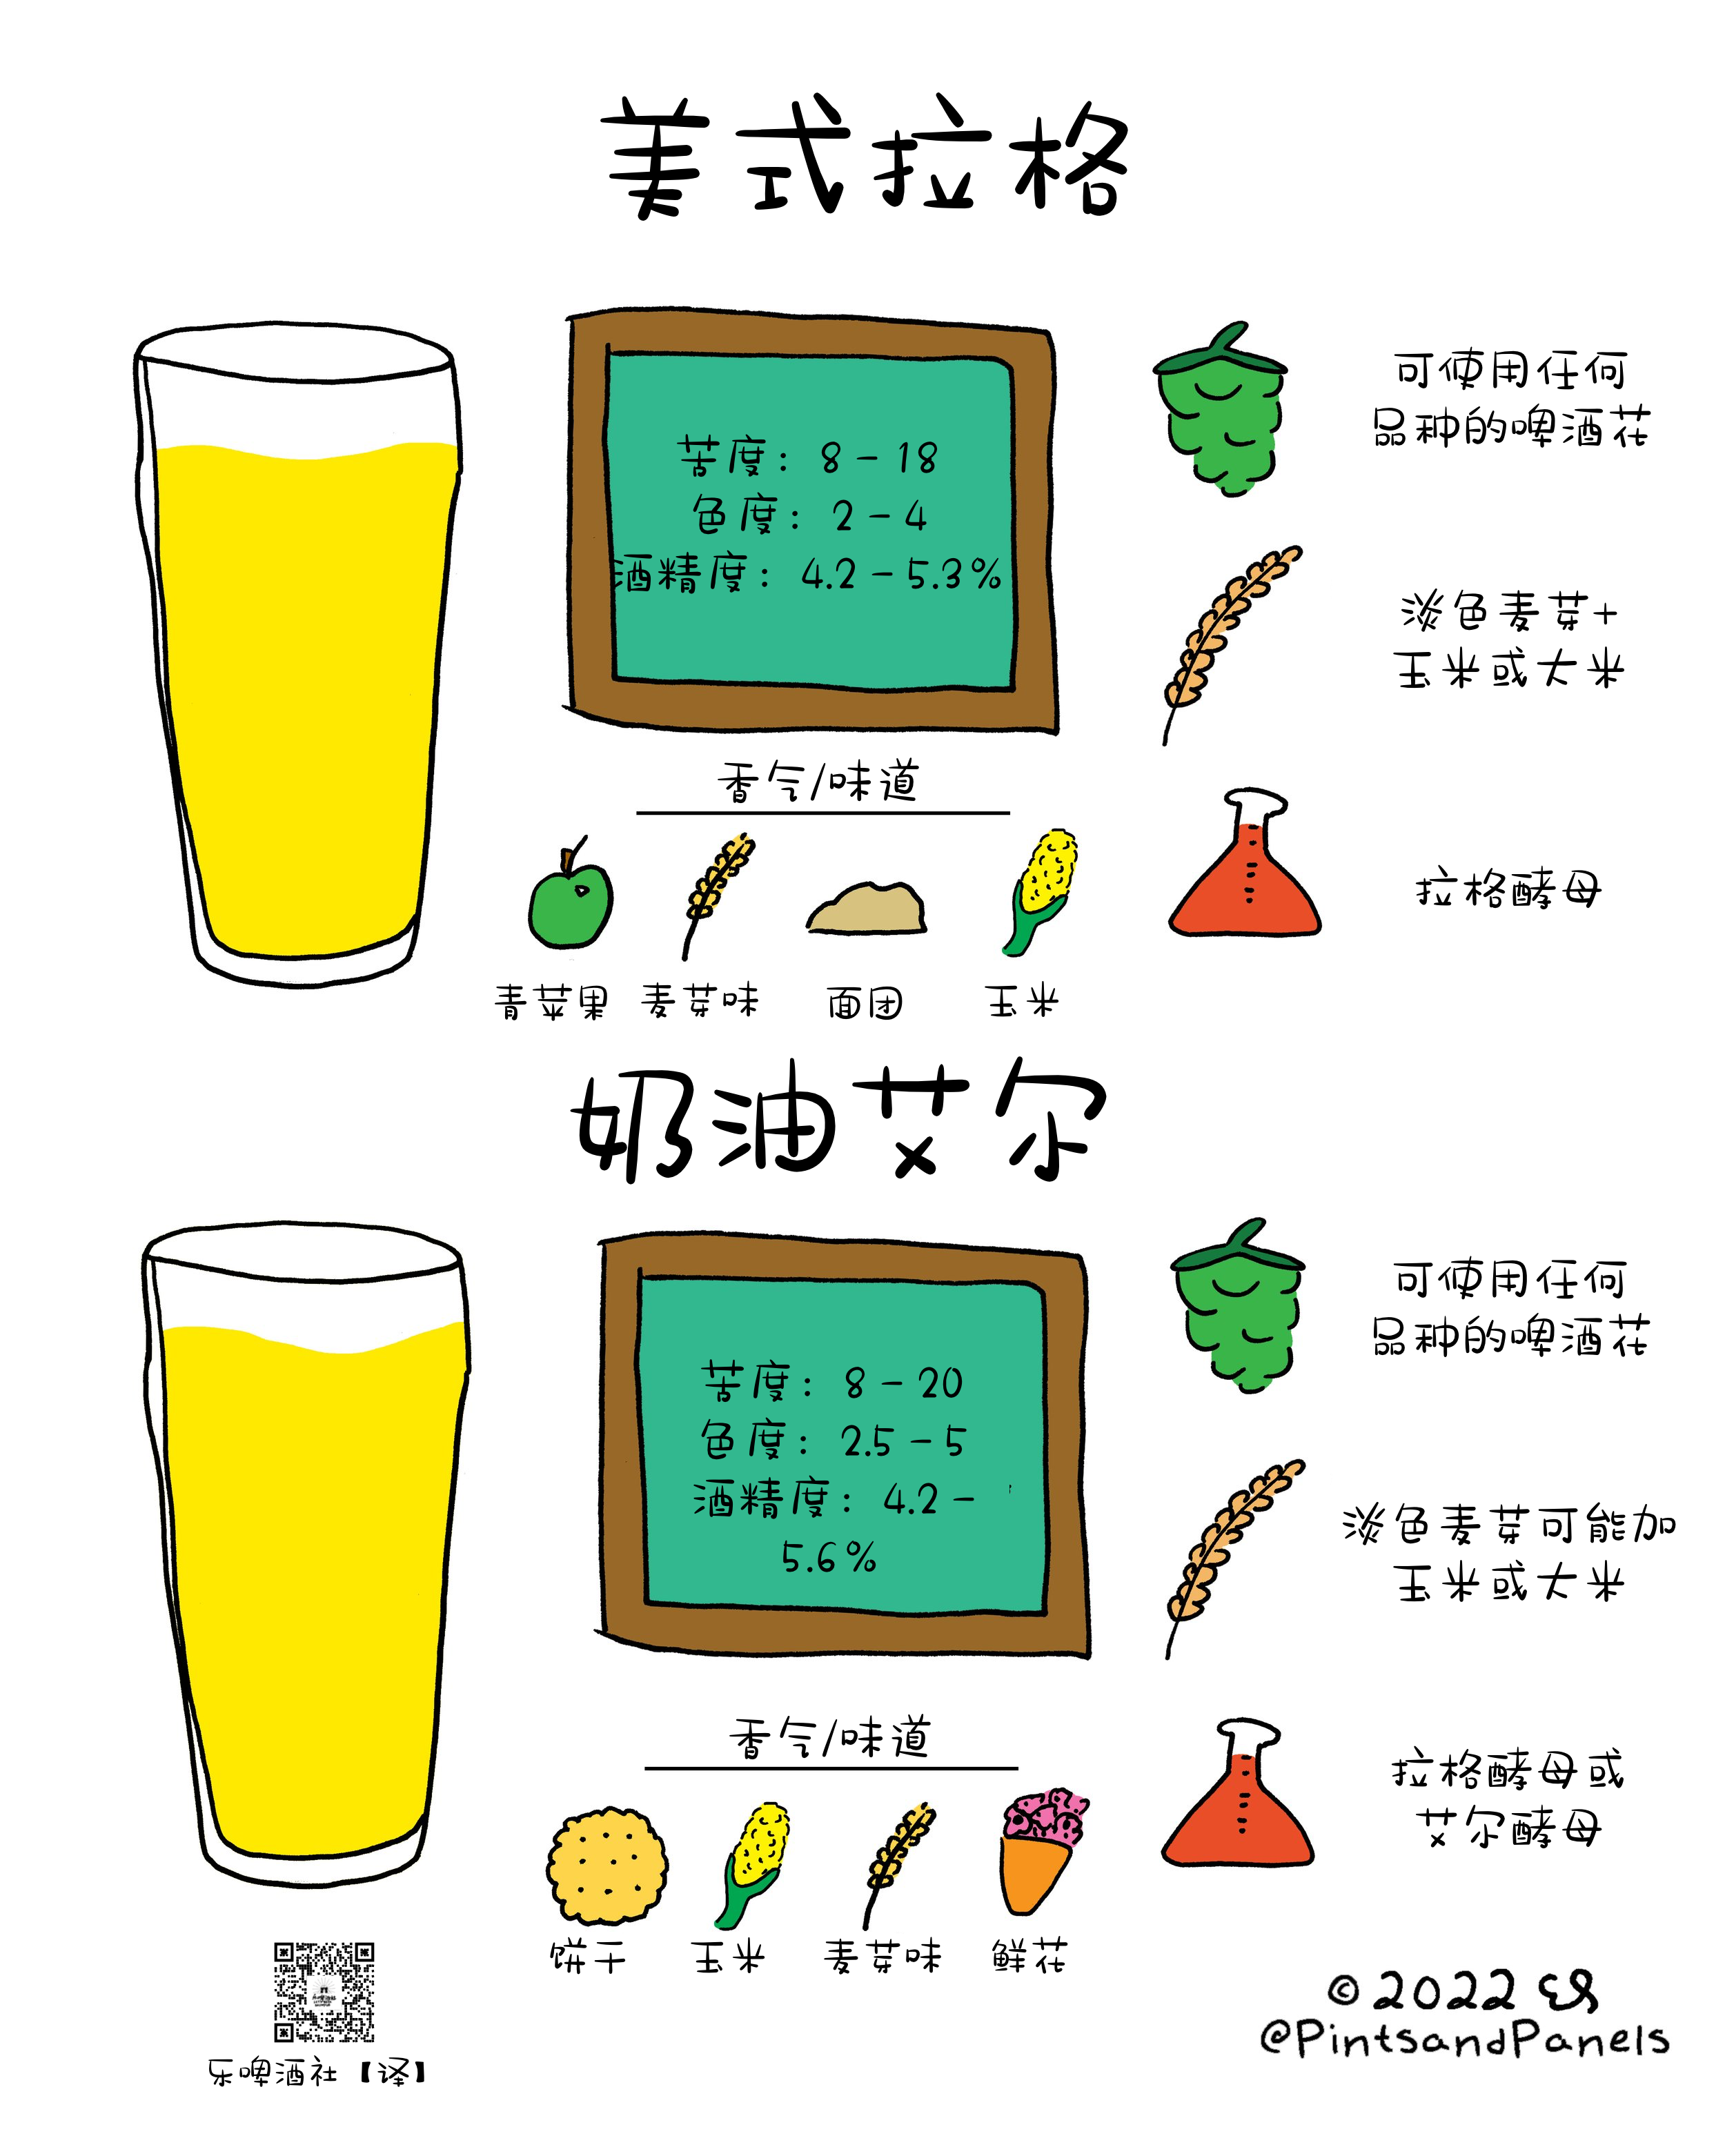 美式拉格
苦度：8 - 18
色度：2 - 4
酒精度：4.2 - 5.3%
可使用任何
品种的啤酒花
淡色麦芽+
玉米或大米
拉格酵母
香气/味道
青苹果 麦芽味 面团 玉米
奶油艾尔
苦度：8 - 20
色度：2.5 - 5
酒精度：4.2 -
5.6%
可使用任何
品种的啤酒花
淡色麦芽可能加
玉米或大米
拉格酵母或
艾尔酵母
香气/味道
饼干 玉米 麦芽味 鲜花
乐啤酒社【译】
© 2022
@PintsandPanels